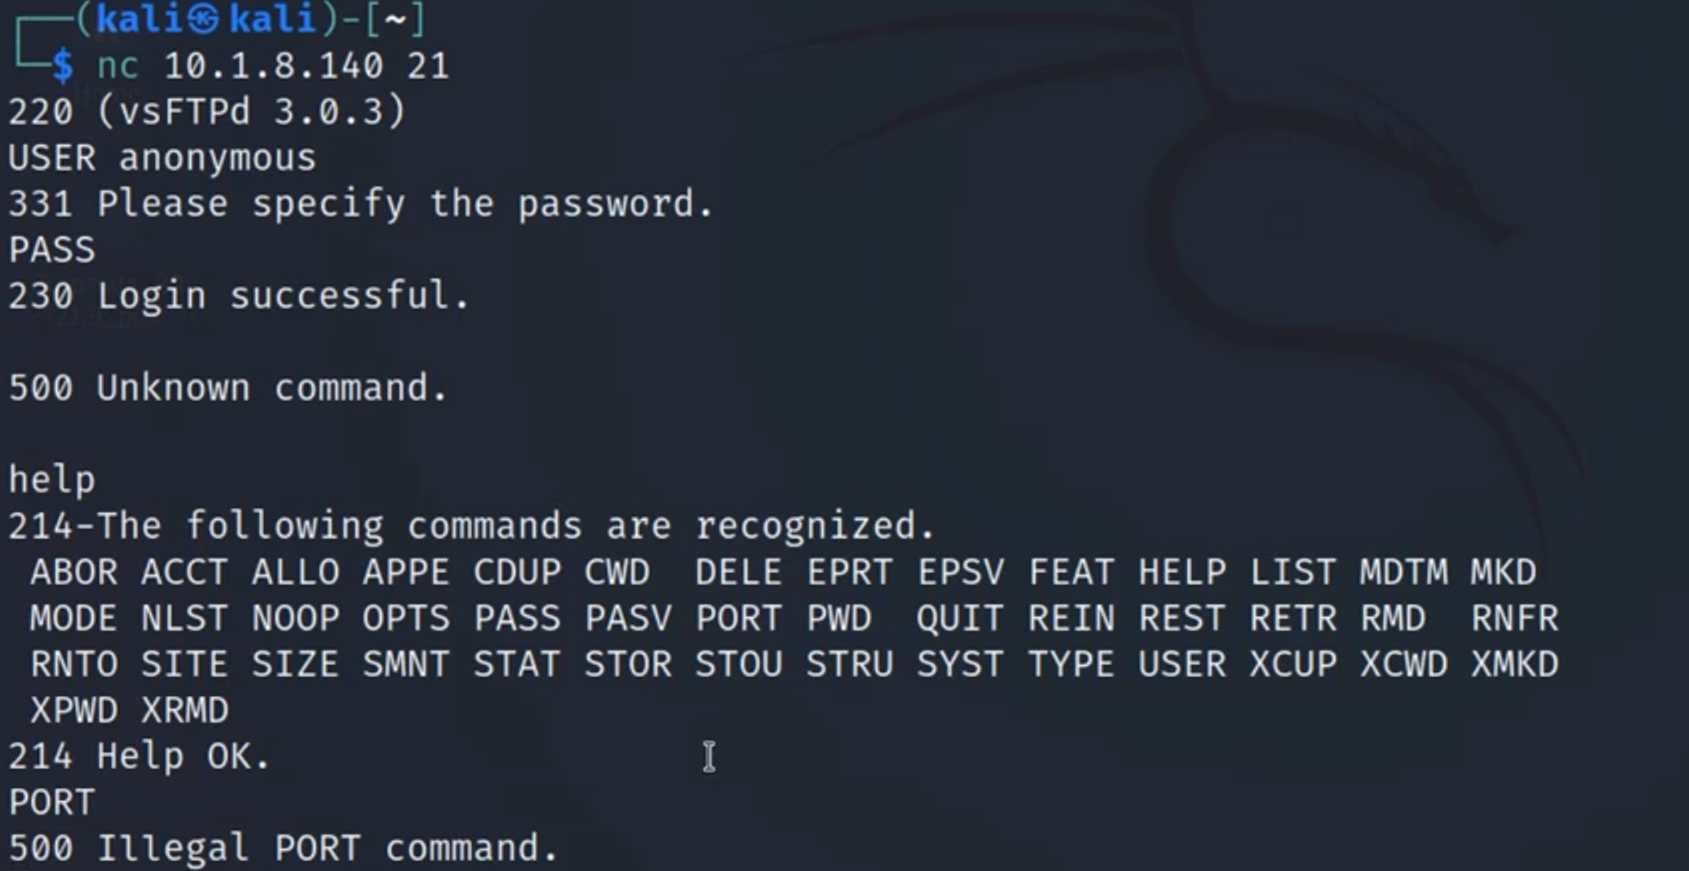 ┌──(kali㉿kali)-[~]
└─$ nc 10.1.8.140 21
220 (vsFTPd 3.0.3)
USER anonymous
331 Please specify the password.
PASS
230 Login successful.
500 Unknown command.
help
214-The following commands are recognized.
 ABOR ACCT ALLO APPE CDUP CWD  DELE EPRT EPSV FEAT HELP LIST MDTM MKD
 MODE NLST NOOP OPTS PASS PASV PORT PWD  QUIT REIN REST RETR RMD  RNFR
 RNTO SITE SIZE SMNT STAT STOR STOU STRU SYST TYPE USER XCUP XCWD XMKD
 XPWD XRMD
214 Help OK.
PORT
500 Illegal PORT command.